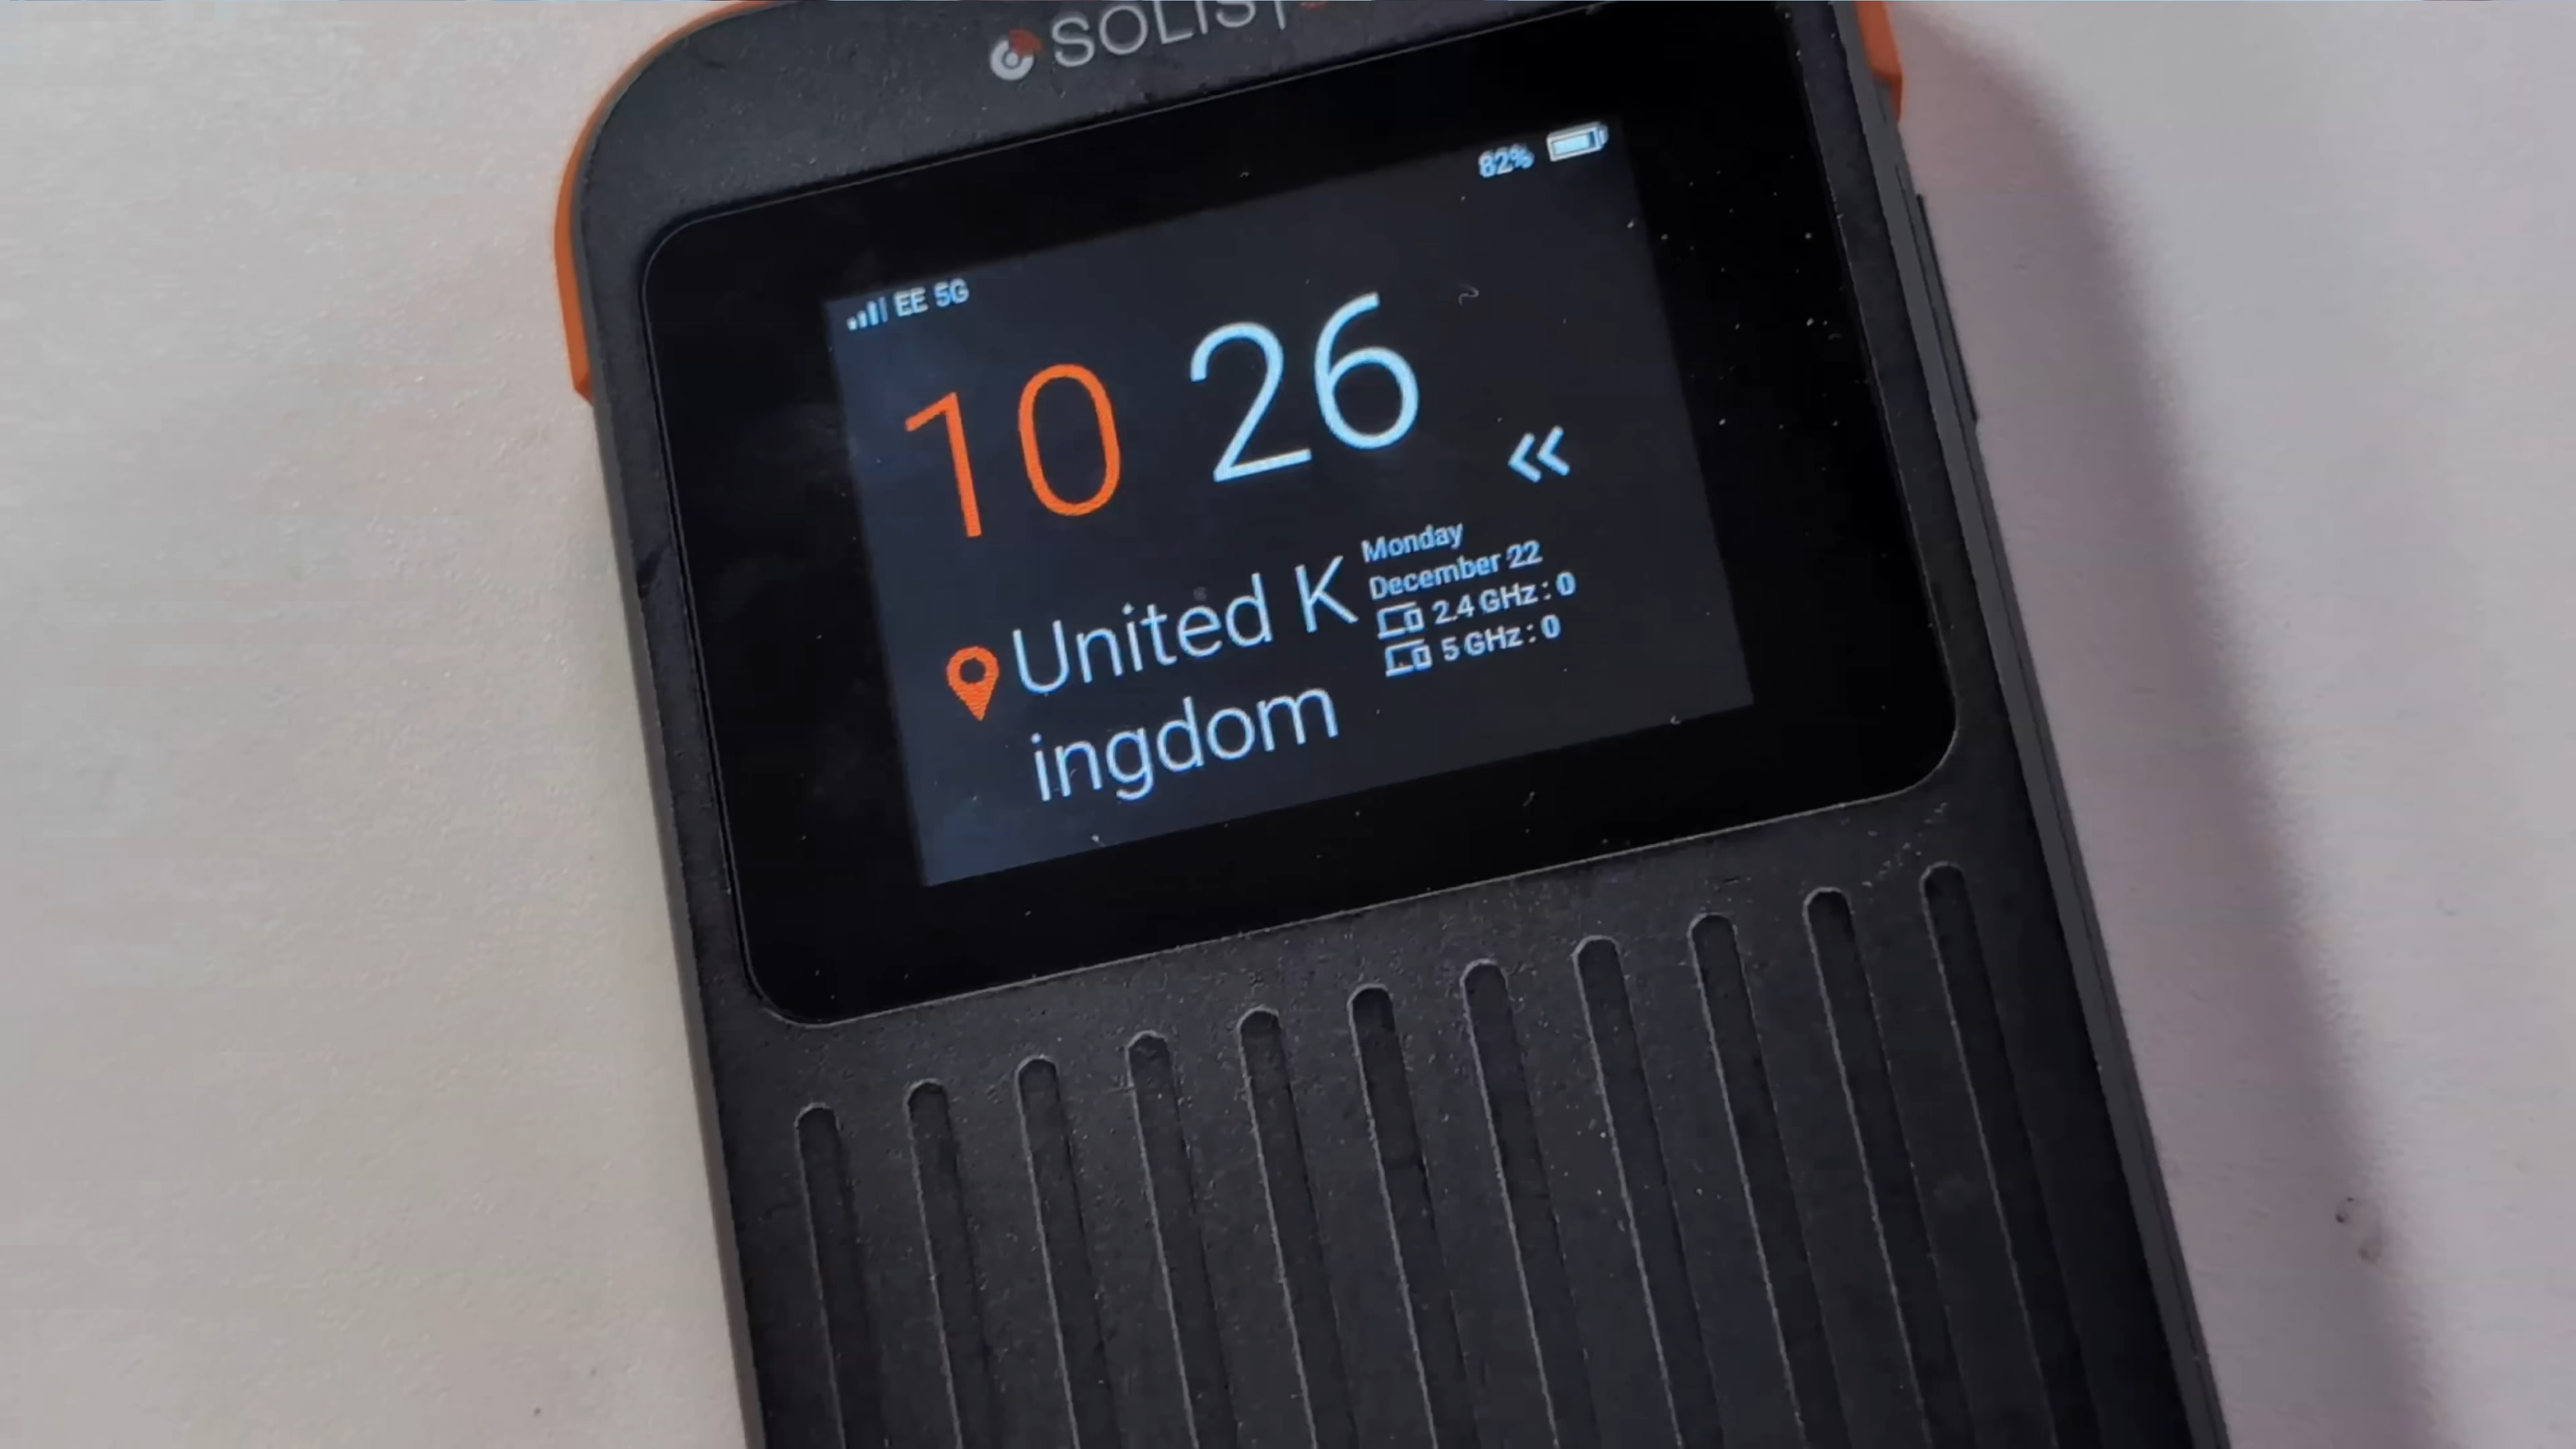 SOLIS
EE 5G
82%
10 26
United K
ingdom
Monday
December 22
2.4 GHz : 0
5 GHz : 0